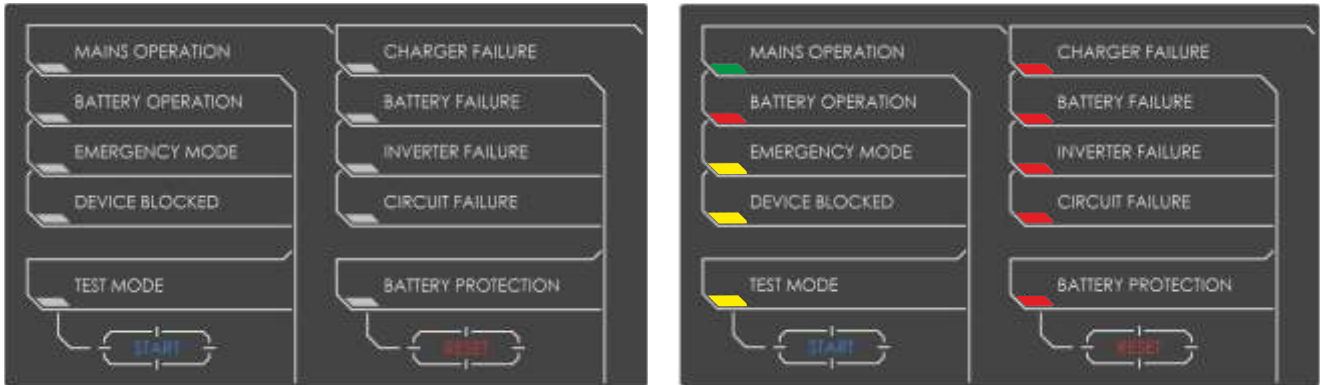 MAINS OPERATION
BATTERY OPERATION
EMERGENCY MODE
DEVICE BLOCKED
TEST MODE
START
CHARGER FAILURE
BATTERY FAILURE
INVERTER FAILURE
CIRCUIT FAILURE
BATTERY PROTECTION
RESET
MAINS OPERATION
BATTERY OPERATION
EMERGENCY MODE
DEVICE BLOCKED
TEST MODE
START
CHARGER FAILURE
BATTERY FAILURE
INVERTER FAILURE
CIRCUIT FAILURE
BATTERY PROTECTION
RESET